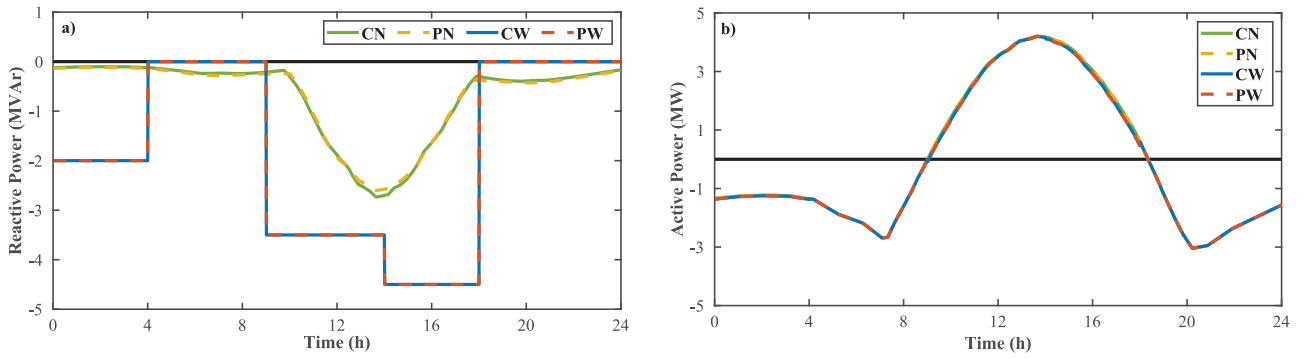 a)
CN PN CW PW
Reactive Power (MVAr)
1
0
-1
-2
-3
-4
-5
0 4 8 12 16 20 24
Time (h)
b)
CN
PN
CW
PW
Active Power (MW)
5
3
1
-1
-3
-5
0 4 8 12 16 20 24
Time (h)